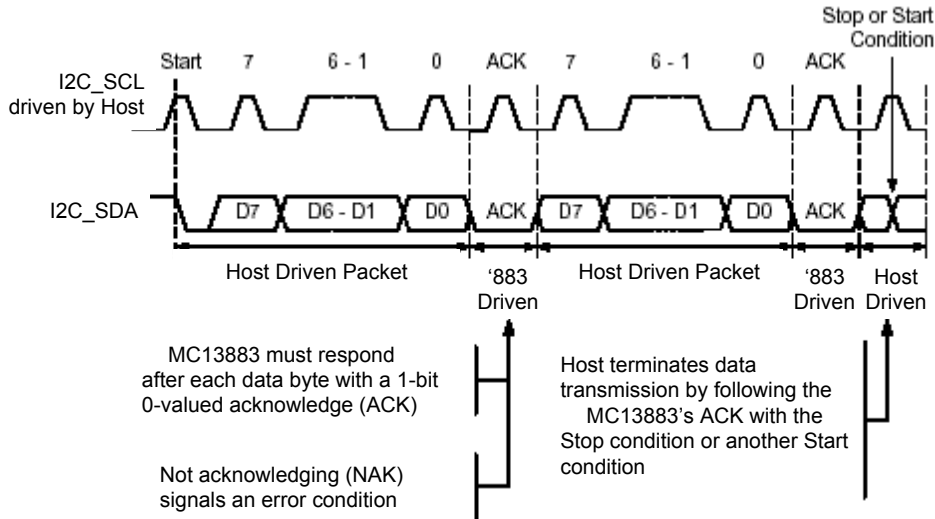 Stop or Start
Condition
Start 7 6 - 1 0 ACK 7 6 - 1 0 ACK
I2C_SCL
driven by Host
I2C_SDA
D7 D6 - D1 D0 ACK D7 D6 - D1 D0 ACK
Host Driven Packet
'883
Driven
Host Driven Packet
'883
Driven
Host
Driven
MC13883 must respond
after each data byte with a 1-bit
0-valued acknowledge (ACK)
Not acknowledging (NAK)
signals an error condition
Host terminates data
transmission by following the
MC13883's ACK with the
Stop condition or another Start
condition